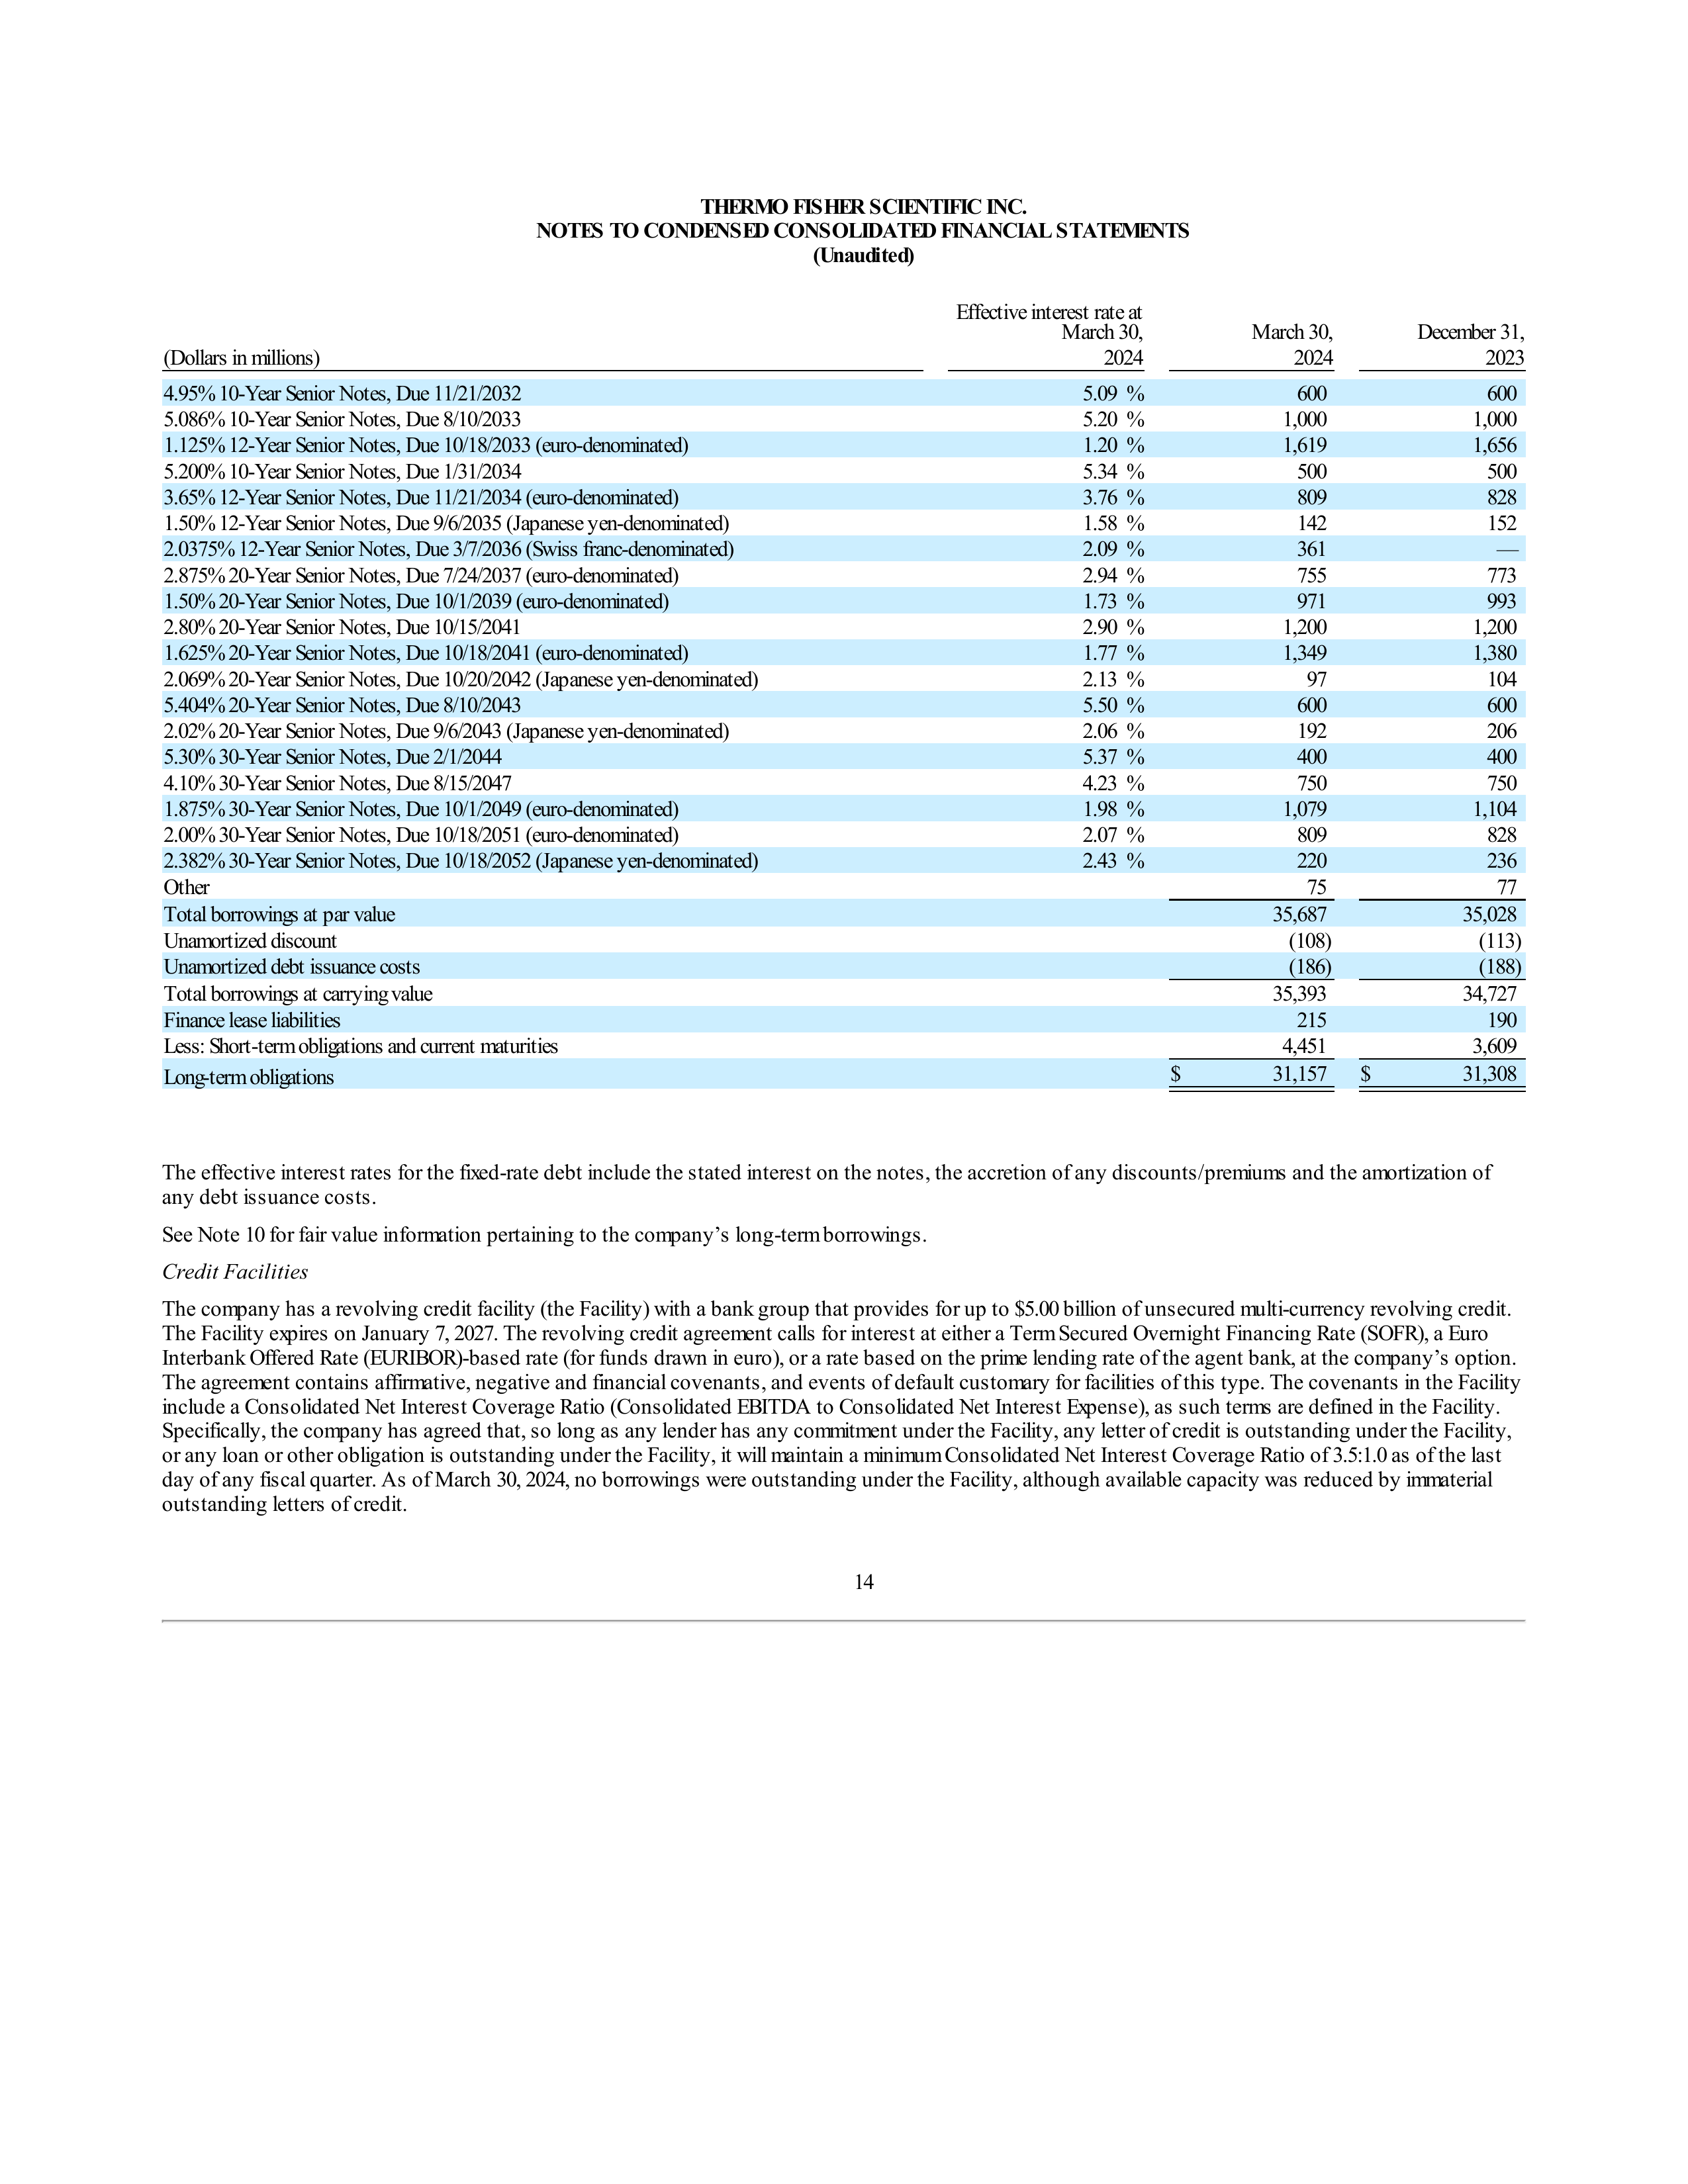 THERMO FISHER SCIENTIFIC INC.
NOTES TO CONDENSED CONSOLIDATED FINANCIAL STATEMENTS
(Unaudited)
(Dollars in millions) Effective interest rate at March 30, 2024 March 30, 2024 December 31, 2023
4.95% 10-Year Senior Notes, Due 11/21/2032 5.09 % 600 600
5.086% 10-Year Senior Notes, Due 8/10/2033 5.20 % 1,000 1,000
1.125% 12-Year Senior Notes, Due 10/18/2033 (euro-denominated) 1.20 % 1,619 1,656
5.200% 10-Year Senior Notes, Due 1/31/2034 5.34 % 500 500
3.65% 12-Year Senior Notes, Due 11/21/2034 (euro-denominated) 3.76 % 809 828
1.50% 12-Year Senior Notes, Due 9/6/2035 (Japanese yen-denominated) 1.58 % 142 152
2.0375% 12-Year Senior Notes, Due 3/7/2036 (Swiss franc-denominated) 2.09 % 361 —
2.875% 20-Year Senior Notes, Due 7/24/2037 (euro-denominated) 2.94 % 755 773
1.50% 20-Year Senior Notes, Due 10/1/2039 (euro-denominated) 1.73 % 971 993
2.80% 20-Year Senior Notes, Due 10/15/2041 2.90 % 1,200 1,200
1.625% 20-Year Senior Notes, Due 10/18/2041 (euro-denominated) 1.77 % 1,349 1,380
2.069% 20-Year Senior Notes, Due 10/20/2042 (Japanese yen-denominated) 2.13 % 97 104
5.404% 20-Year Senior Notes, Due 8/10/2043 5.50 % 600 600
2.02% 20-Year Senior Notes, Due 9/6/2043 (Japanese yen-denominated) 2.06 % 192 206
5.30% 30-Year Senior Notes, Due 2/1/2044 5.37 % 400 400
4.10% 30-Year Senior Notes, Due 8/15/2047 4.23 % 750 750
1.875% 30-Year Senior Notes, Due 10/1/2049 (euro-denominated) 1.98 % 1,079 1,104
2.00% 30-Year Senior Notes, Due 10/18/2051 (euro-denominated) 2.07 % 809 828
2.382% 30-Year Senior Notes, Due 10/18/2052 (Japanese yen-denominated) 2.43 % 220 236
Other 75 77
Total borrowings at par value 35,687 35,028
Unamortized discount (108) (113)
Unamortized debt issuance costs (186) (188)
Total borrowings at carrying value 35,393 34,727
Finance lease liabilities 215 190
Less: Short-term obligations and current maturities 4,451 3,609
Long-term obligations $ 31,157 $ 31,308
The effective interest rates for the fixed-rate debt include the stated interest on the notes, the accretion of any discounts/premiums and the amortization of
any debt issuance costs.
See Note 10 for fair value information pertaining to the company’s long-term borrowings.
Credit Facilities
The company has a revolving credit facility (the Facility) with a bank group that provides for up to $5.00 billion of unsecured multi-currency revolving credit.
The Facility expires on January 7, 2027. The revolving credit agreement calls for interest at either a Term Secured Overnight Financing Rate (SOFR), a Euro
Interbank Offered Rate (EURIBOR)-based rate (for funds drawn in euro), or a rate based on the prime lending rate of the agent bank, at the company’s option.
The agreement contains affirmative, negative and financial covenants, and events of default customary for facilities of this type. The covenants in the Facility
include a Consolidated Net Interest Coverage Ratio (Consolidated EBITDA to Consolidated Net Interest Expense), as such terms are defined in the Facility.
Specifically, the company has agreed that, so long as any lender has any commitment under the Facility, any letter of credit is outstanding under the Facility,
or any loan or other obligation is outstanding under the Facility, it will maintain a minimum Consolidated Net Interest Coverage Ratio of 3.5:1.0 as of the last
day of any fiscal quarter. As of March 30, 2024, no borrowings were outstanding under the Facility, although available capacity was reduced by immaterial
outstanding letters of credit.
14